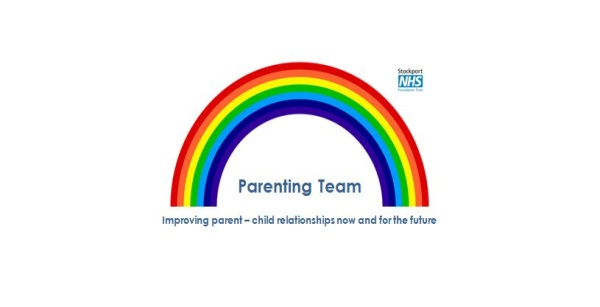 Stockport
NHS
Foundation Trust
Parenting Team
Improving parent – child relationships now and for the future